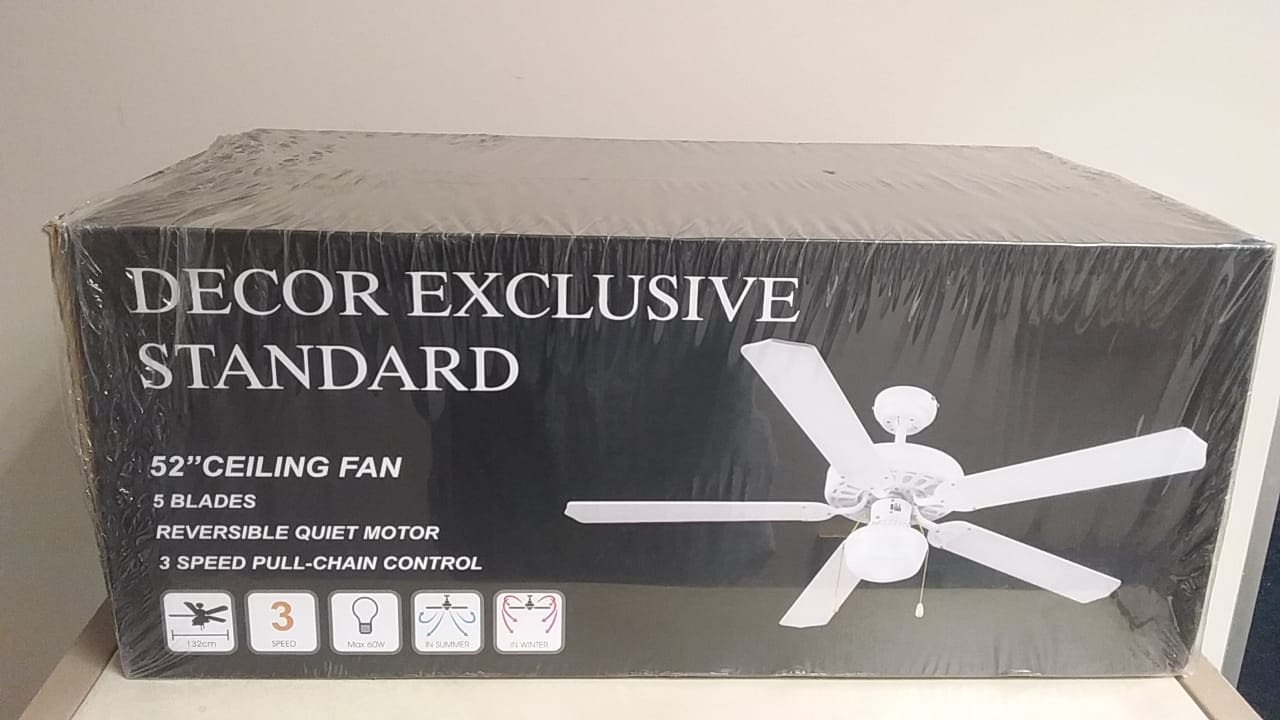 DECOR EXCLUSIVE
STANDARD
52”CEILING FAN
5 BLADES
REVERSIBLE QUIET MOTOR
3 SPEED PULL-CHAIN CONTROL
132cm
3
SPEED
Max 60W
IN SUMMER
IN WINTER